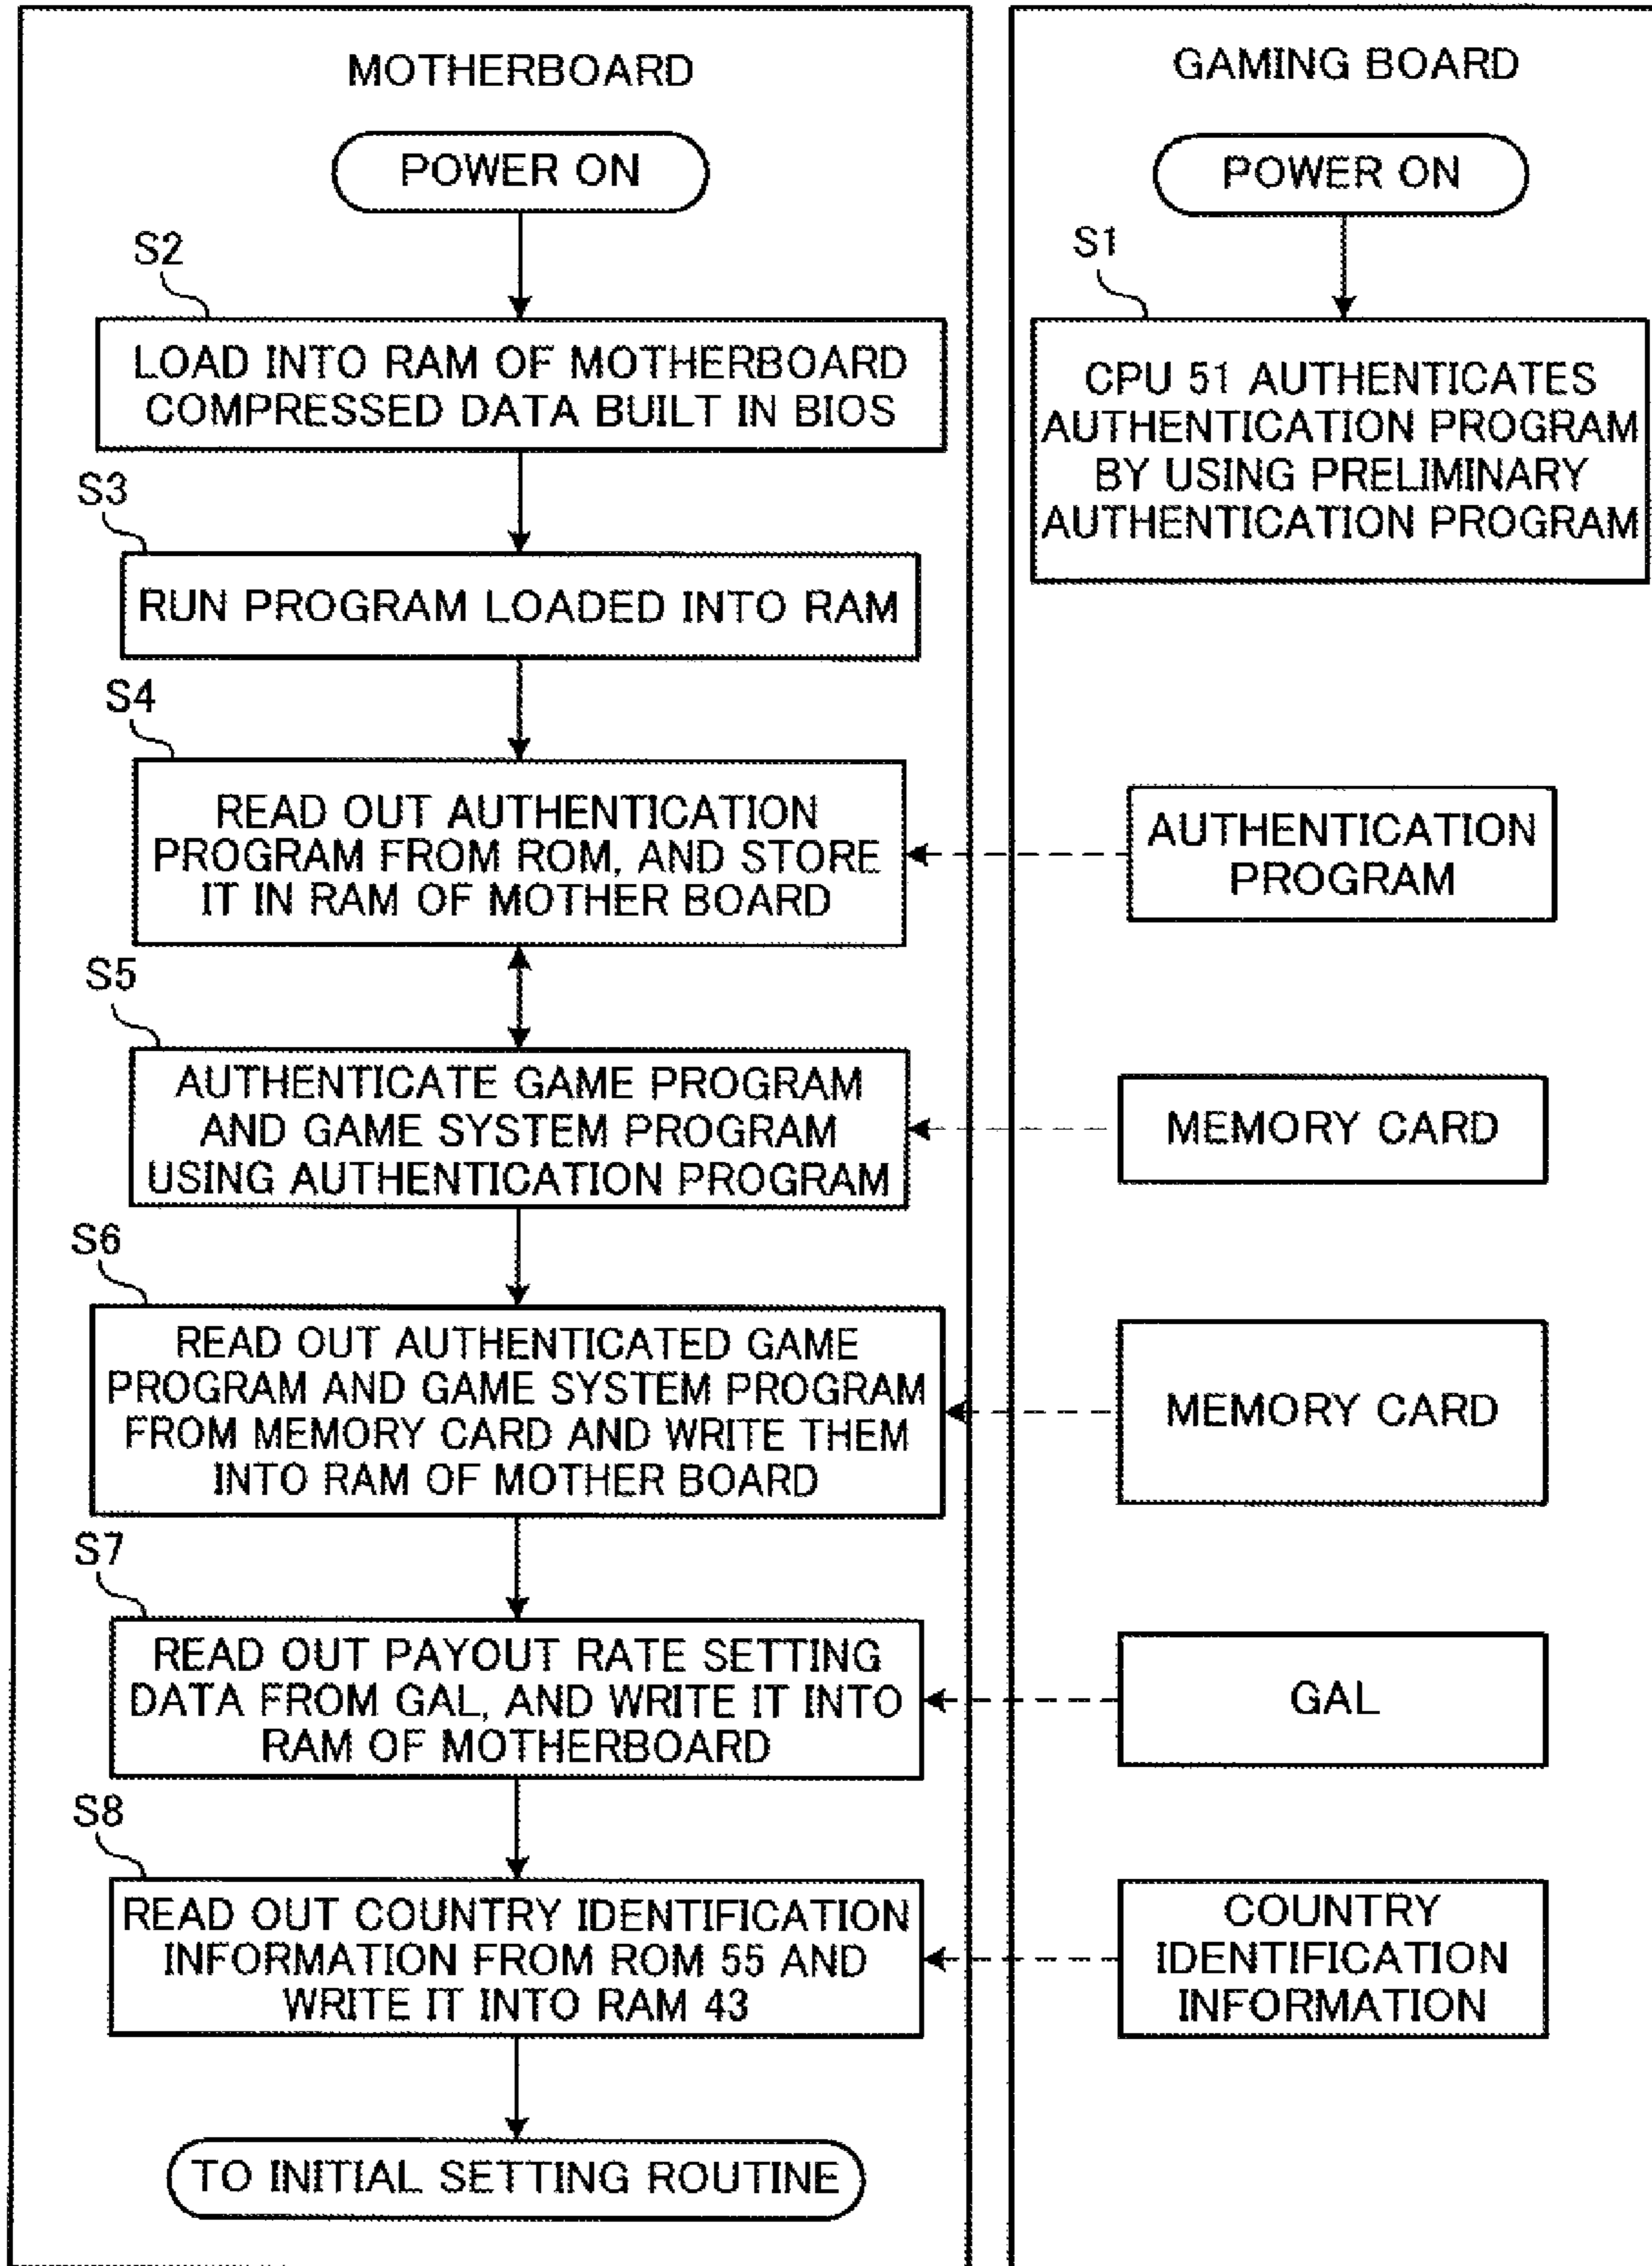 MOTHERBOARD
POWER ON
S2
LOAD INTO RAM OF MOTHERBOARD
COMPRESSED DATA BUILT IN BIOS
S3
RUN PROGRAM LOADED INTO RAM
S4
READ OUT AUTHENTICATION
PROGRAM FROM ROM, AND STORE
IT IN RAM OF MOTHER BOARD
S5
AUTHENTICATE GAME PROGRAM
AND GAME SYSTEM PROGRAM
USING AUTHENTICATION PROGRAM
S6
READ OUT AUTHENTICATED GAME
PROGRAM AND GAME SYSTEM PROGRAM
FROM MEMORY CARD AND WRITE THEM
INTO RAM OF MOTHER BOARD
S7
READ OUT PAYOUT RATE SETTING
DATA FROM GAL, AND WRITE IT INTO
RAM OF MOTHERBOARD
S8
READ OUT COUNTRY IDENTIFICATION
INFORMATION FROM ROM 55 AND
WRITE IT INTO RAM 43
TO INITIAL SETTING ROUTINE
GAMING BOARD
POWER ON
S1
CPU 51 AUTHENTICATES
AUTHENTICATION PROGRAM
BY USING PRELIMINARY
AUTHENTICATION PROGRAM
AUTHENTICATION
PROGRAM
MEMORY CARD
MEMORY CARD
GAL
COUNTRY
IDENTIFICATION
INFORMATION